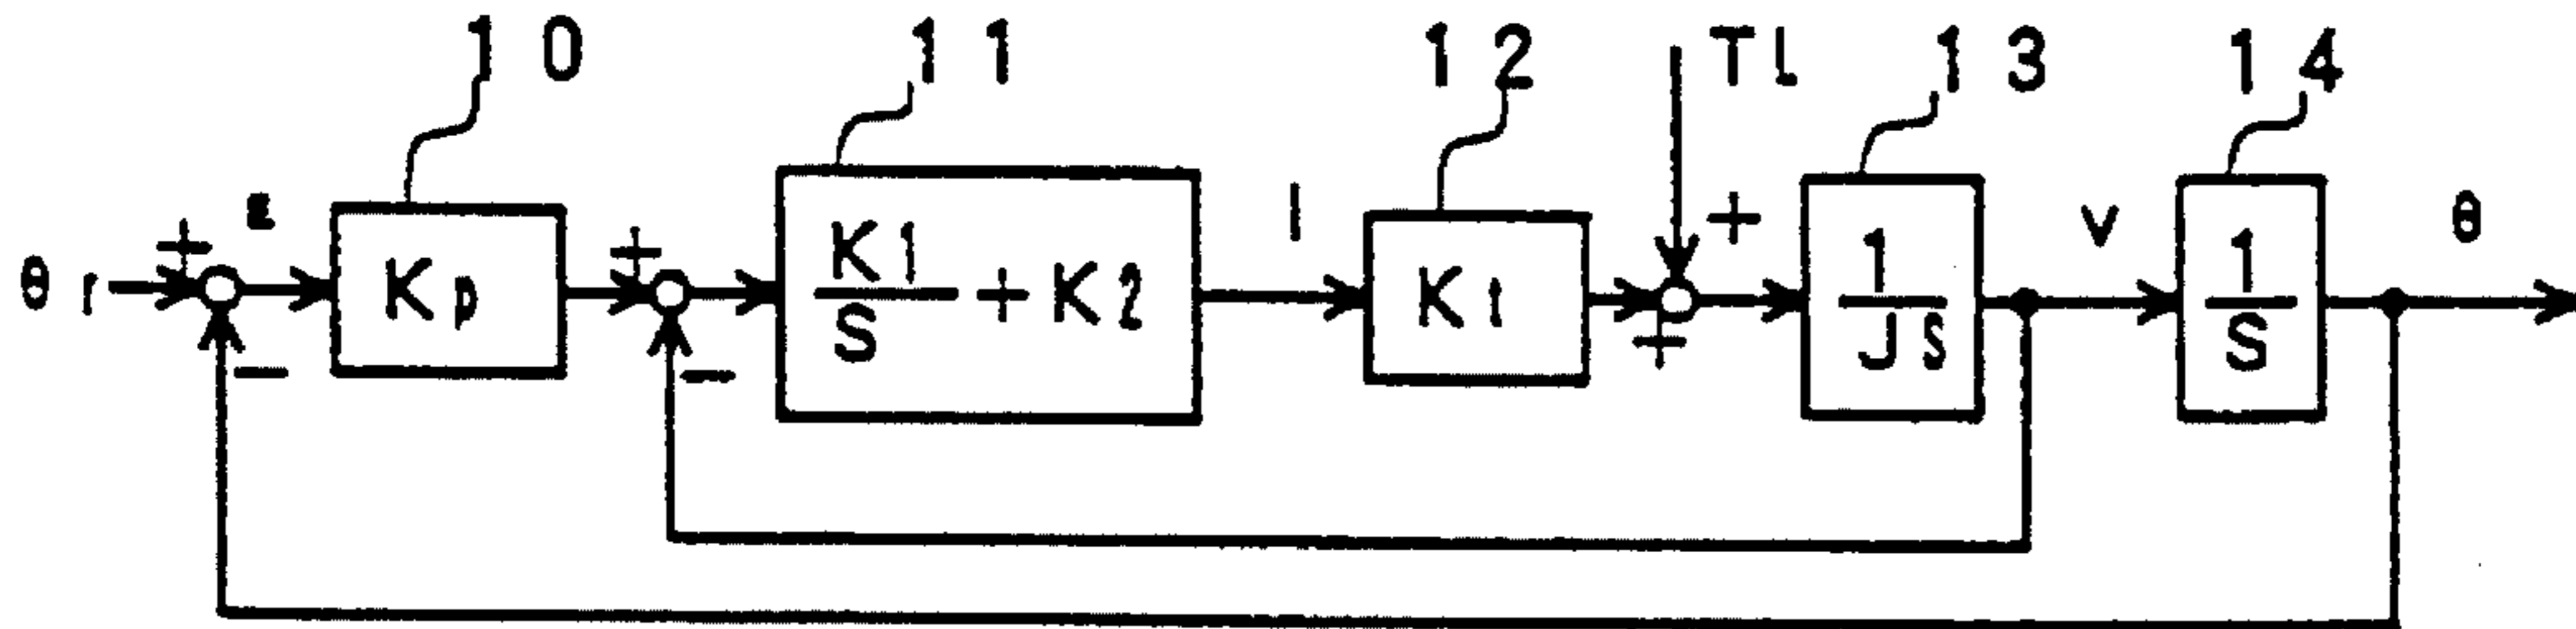 10 11 12 TL 13 14
θr + ε Kp + K1/S + K2 I Kt + 1/JS v 1/S θ
− − +